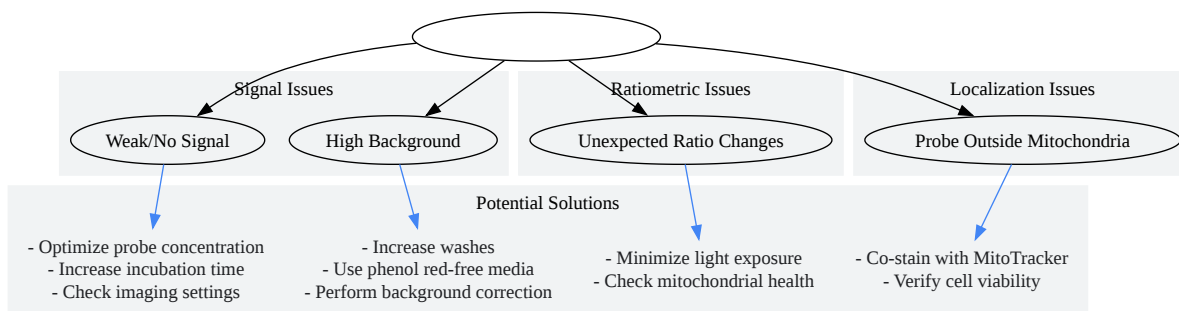 Signal Issues
Ratiometric Issues
Localization Issues
Weak/No Signal
High Background
Unexpected Ratio Changes
Probe Outside Mitochondria
Potential Solutions
- Optimize probe concentration
- Increase incubation time
- Check imaging settings
- Increase washes
- Use phenol red-free media
- Perform background correction
- Minimize light exposure
- Check mitochondrial health
- Co-stain with MitoTracker
- Verify cell viability